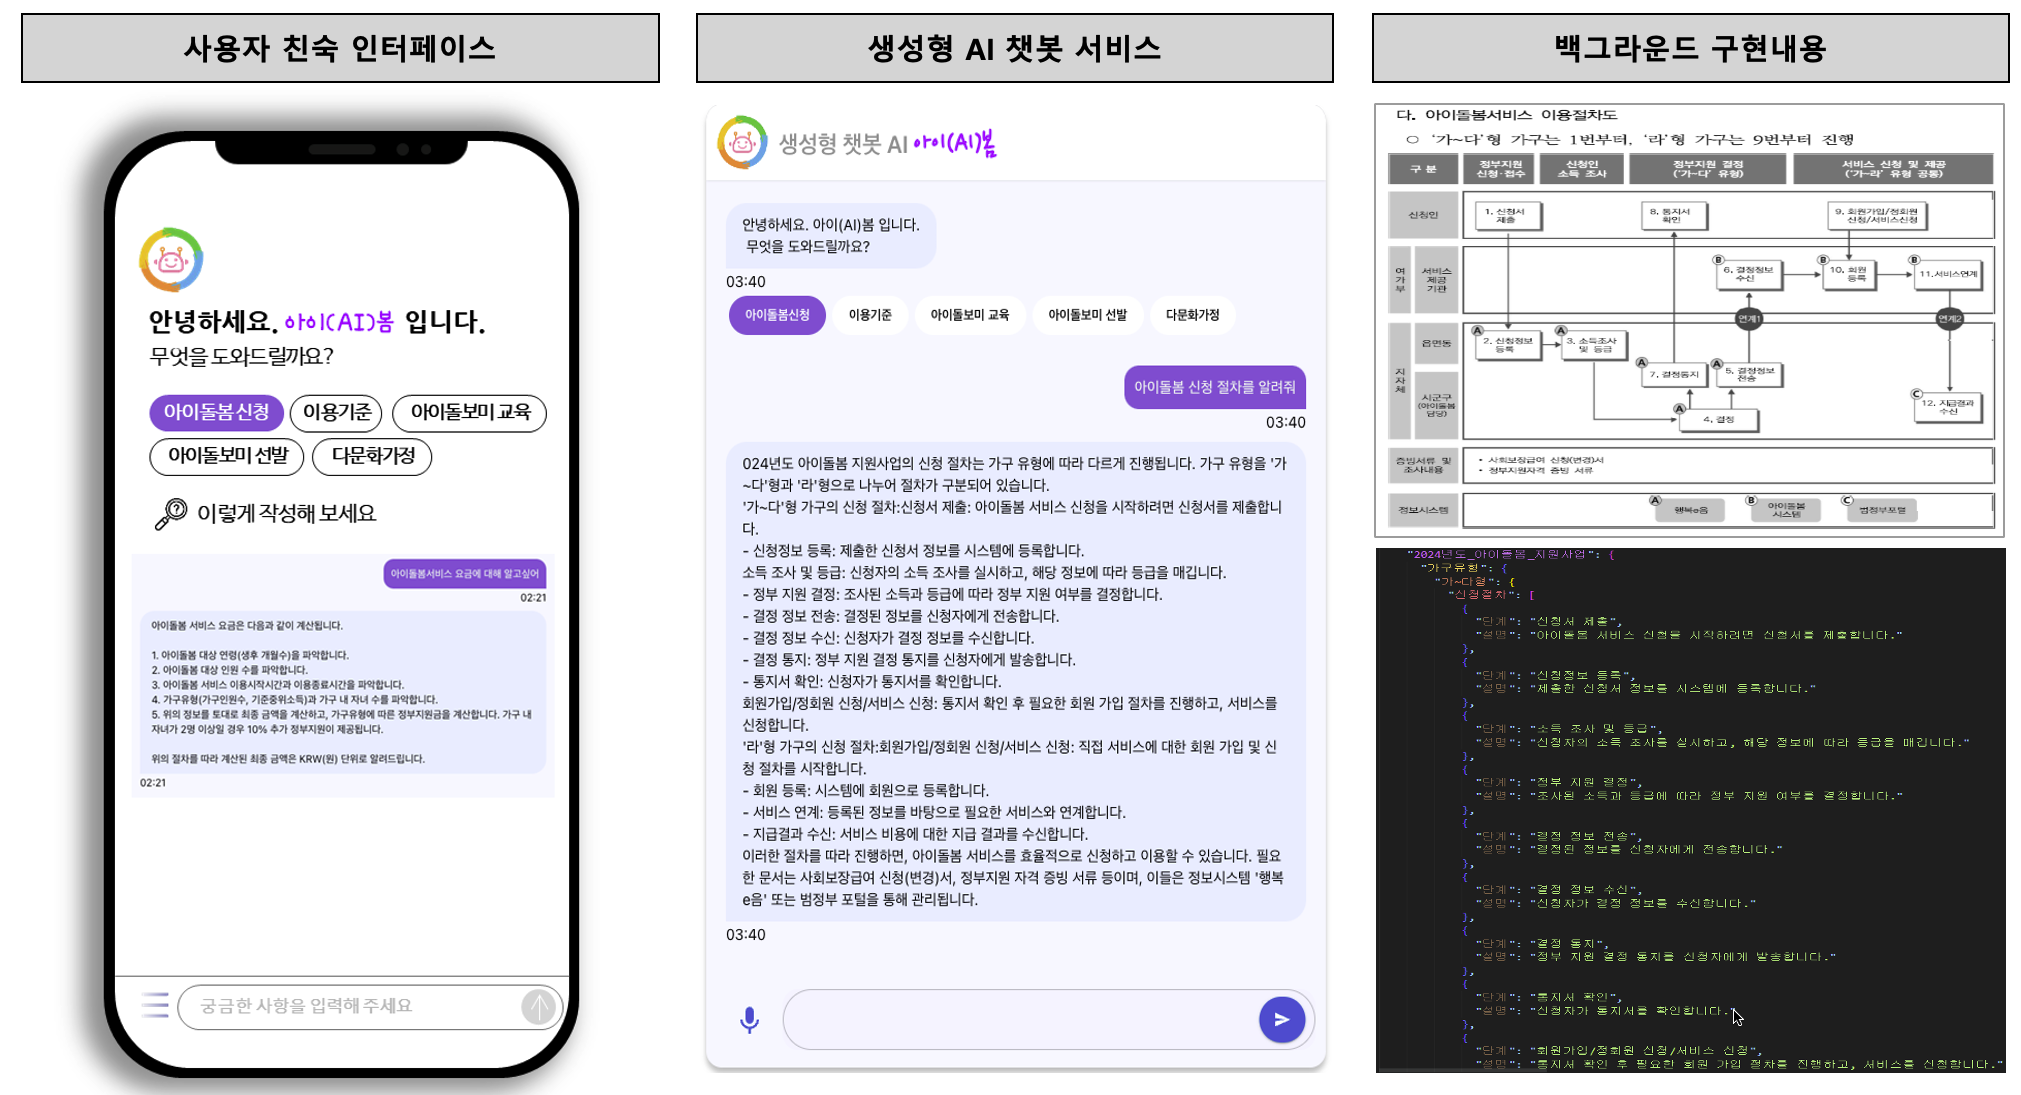 사용자 친숙 인터페이스
안녕하세요. 아이(AI)봄 입니다.
무엇을 도와드릴까요?
아이돌봄신청
이용기준
아이돌보미 교육
아이돌보미 선발
다문화가정
이렇게 작성해 보세요
아이돌봄서비스 요금에 대해 알고싶어
02:21
아이돌봄 서비스 요금은 다음과 같이 계산됩니다.
1. 아이돌봄 대상 연령(생후 개월수)을 파악합니다.
2. 아이돌봄 대상 인원 수를 파악합니다.
3. 아이돌봄 서비스 이용시작시간과 이용종료시간을 파악합니다.
4. 가구유형(가구인원수, 기준중위소득)과 가구 내 자녀 수를 파악합니다.
5. 위의 정보를 토대로 최종 금액을 계산하고, 가구유형에 따른 정부지원금을 계산합니다. 가구 내
자녀가 2명 이상일 경우 10% 추가 정부지원이 제공됩니다.
위의 절차를 따라 계산된 최종 금액은 KRW(원) 단위로 알려드립니다.
02:21
궁금한 사항을 입력해 주세요
생성형 AI 챗봇 서비스
생성형 챗봇 AI 아이(AI)봄
안녕하세요. 아이(AI)봄 입니다.
무엇을 도와드릴까요?
03:40
아이돌봄신청
이용기준
아이돌보미 교육
아이돌보미 선발
다문화가정
아이돌봄 신청 절차를 알려줘
03:40
024년도 아이돌봄 지원사업의 신청 절차는 가구 유형에 따라 다르게 진행됩니다. 가구 유형을 '가
~다'형과 '라'형으로 나누어 절차가 구분되어 있습니다.
'가~다'형 가구의 신청 절차:신청서 제출: 아이돌봄 서비스 신청을 시작하려면 신청서를 제출합니
다.
- 신청정보 등록: 제출한 신청서 정보를 시스템에 등록합니다.
소득 조사 및 등급: 신청자의 소득 조사를 실시하고, 해당 정보에 따라 등급을 매깁니다.
- 정부 지원 결정: 조사된 소득과 등급에 따라 정부 지원 여부를 결정합니다.
- 결정 정보 전송: 결정된 정보를 신청자에게 전송합니다.
- 결정 정보 수신: 신청자가 결정 정보를 수신합니다.
- 결정 통지: 정부 지원 결정 통지를 신청자에게 발송합니다.
- 통지서 확인: 신청자가 통지서를 확인합니다.
회원가입/정회원 신청/서비스 신청: 통지서 확인 후 필요한 회원 가입 절차를 진행하고, 서비스를
신청합니다.
'라'형 가구의 신청 절차:회원가입/정회원 신청/서비스 신청: 직접 서비스에 대한 회원 가입 및 신
청 절차를 시작합니다.
- 회원 등록: 시스템에 회원으로 등록합니다.
- 서비스 연계: 등록된 정보를 바탕으로 필요한 서비스와 연계합니다.
- 지급결과 수신: 서비스 비용에 대한 지급 결과를 수신합니다.
이러한 절차를 따라 진행하면, 아이돌봄 서비스를 효율적으로 신청하고 이용할 수 있습니다. 필요
한 문서는 사회보장급여 신청(변경)서, 정부지원 자격 증빙 서류 등이며, 이들은 정보시스템 '행복
e음' 또는 범정부 포털을 통해 관리됩니다.
03:40
백그라운드 구현내용
다. 아이돌봄서비스 이용절차도
○ '가~다'형 가구는 1번부터, '라'형 가구는 9번부터 진행
구 분
정부지원
신청·접수
신청인
소득 조사
정부지원 결정
('가~다' 유형)
서비스 신청 및 제공
('가~라' 유형 공통)
신청인
1. 신청서
제출
8. 통지서
확인
9. 회원가입/정회원
신청/서비스신청
여가부
서비스
제공
기관
B
6. 결정정보
수신
B
10. 회원
등록
B
11.서비스연계
연계1
연계2
지자체
읍면동
A
2. 신청정보
등록
A
3. 소득조사
및 등급
A
7. 결정통지
A
5. 결정정보
전송
시군구
(아이돌봄
담당)
A
4. 결정
C
12. 지급결과
수신
증빙서류 및
조사내용
• 사회보장급여 신청(변경)서
• 정부지원자격 증빙 서류
정보시스템
A
행복e음
B
아이돌봄
시스템
C
범정부포털
"2024년도_아이돌봄_지원사업": {
"가구유형": {
"가~다형": {
"신청절차": [
{
"단계": "신청서 제출",
"설명": "아이돌봄 서비스 신청을 시작하려면 신청서를 제출합니다."
},
{
"단계": "신청정보 등록",
"설명": "제출한 신청서 정보를 시스템에 등록합니다."
},
{
"단계": "소득 조사 및 등급",
"설명": "신청자의 소득 조사를 실시하고, 해당 정보에 따라 등급을 매깁니다."
},
{
"단계": "정부 지원 결정",
"설명": "조사된 소득과 등급에 따라 정부 지원 여부를 결정합니다."
},
{
"단계": "결정 정보 전송",
"설명": "결정된 정보를 신청자에게 전송합니다."
},
{
"단계": "결정 정보 수신",
"설명": "신청자가 결정 정보를 수신합니다."
},
{
"단계": "결정 통지",
"설명": "정부 지원 결정 통지를 신청자에게 발송합니다."
},
{
"단계": "통지서 확인",
"설명": "신청자가 통지서를 확인합니다."
},
{
"단계": "회원가입/정회원 신청/서비스 신청",
"설명": "통지서 확인 후 필요한 회원 가입 절차를 진행하고, 서비스를 신청합니다."